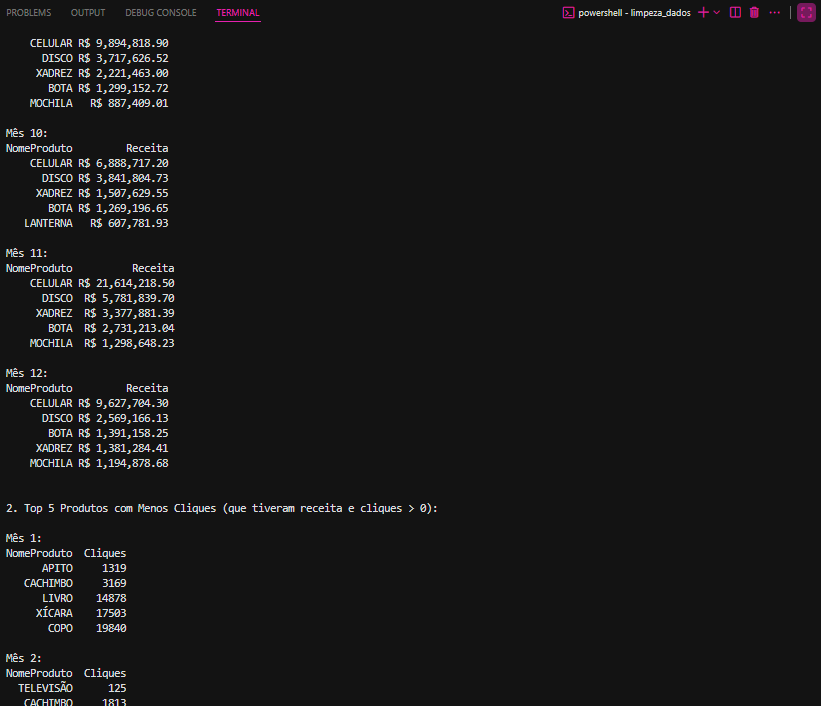 PROBLEMS OUTPUT DEBUG CONSOLE TERMINAL powershell - limpeza_dados
CELULAR R$ 9,894,818.90
DISCO R$ 3,717,626.52
XADREZ R$ 2,221,463.00
BOTA R$ 1,299,152.72
MOCHILA R$ 887,409.01
Mês 10:
NomeProduto Receita
CELULAR R$ 6,888,717.20
DISCO R$ 3,841,804.73
XADREZ R$ 1,507,629.55
BOTA R$ 1,269,196.65
LANTERNA R$ 607,781.93
Mês 11:
NomeProduto Receita
CELULAR R$ 21,614,218.50
DISCO R$ 5,781,839.70
XADREZ R$ 3,377,881.39
BOTA R$ 2,731,213.04
MOCHILA R$ 1,298,648.23
Mês 12:
NomeProduto Receita
CELULAR R$ 9,627,704.30
DISCO R$ 2,569,166.13
BOTA R$ 1,391,158.25
XADREZ R$ 1,381,284.41
MOCHILA R$ 1,194,878.68
2. Top 5 Produtos com Menos Cliques (que tiveram receita e cliques > 0):
Mês 1:
NomeProduto Cliques
APITO 1319
CACHIMBO 3169
LIVRO 14878
XÍCARA 17503
COPO 19840
Mês 2:
NomeProduto Cliques
TELEVISÃO 125
CACHIMBO 1813